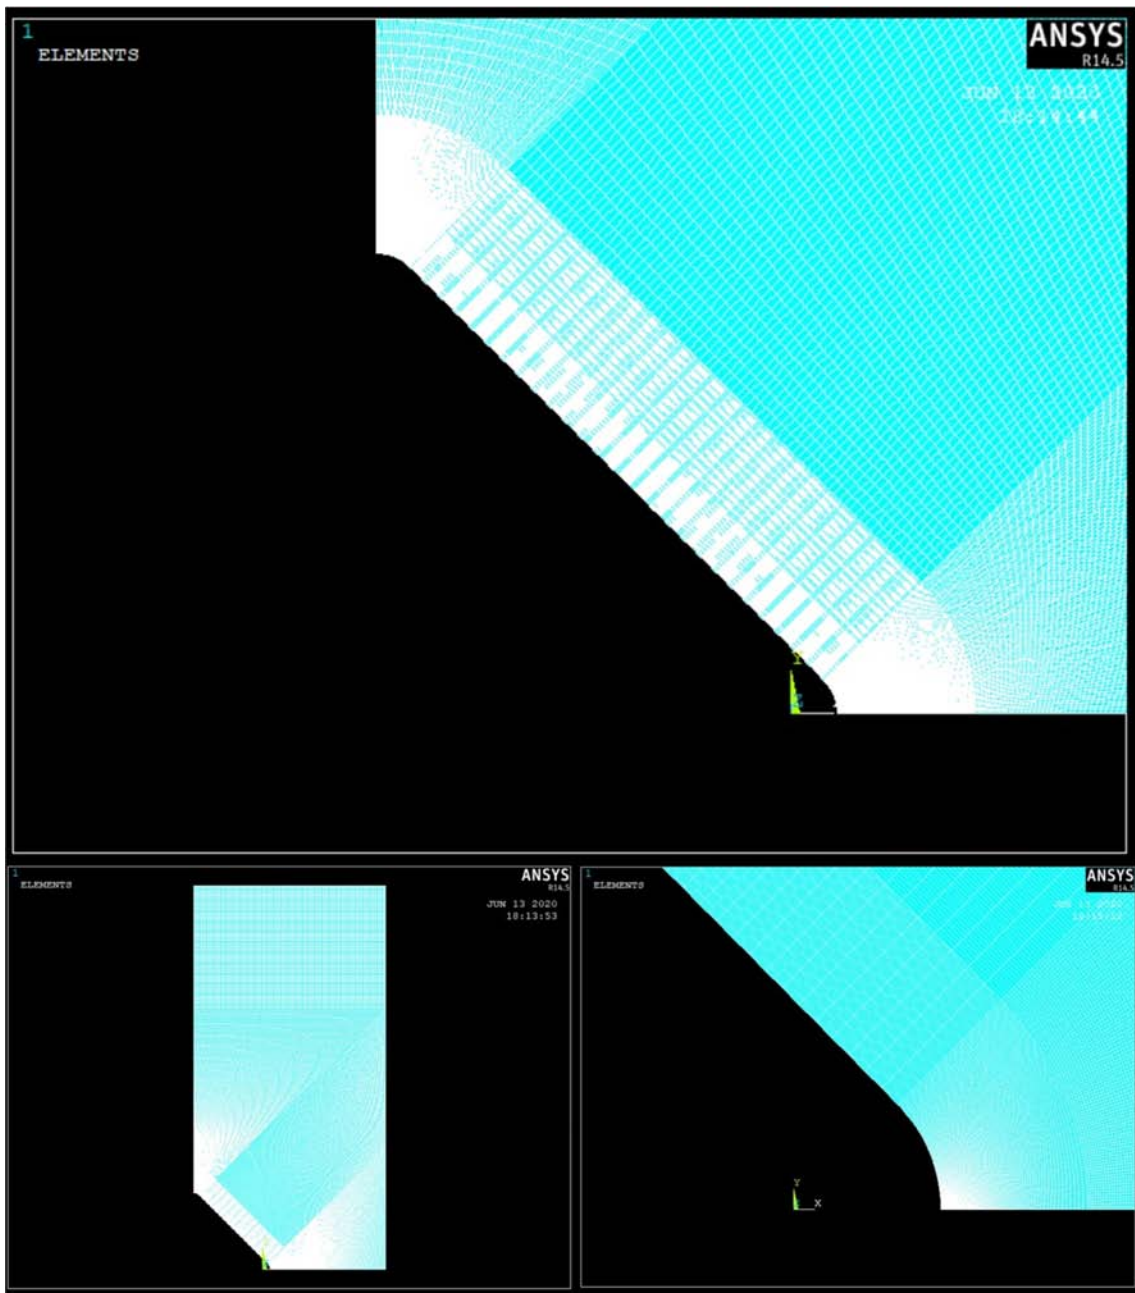 1
ELEMENTS
ANSYS
R14.5
Y
1
ELEMENTS
ANSYS
R14.5
JUN 13 2020
18:13:53
1
ELEMENTS
ANSYS
R14.5
Y
X